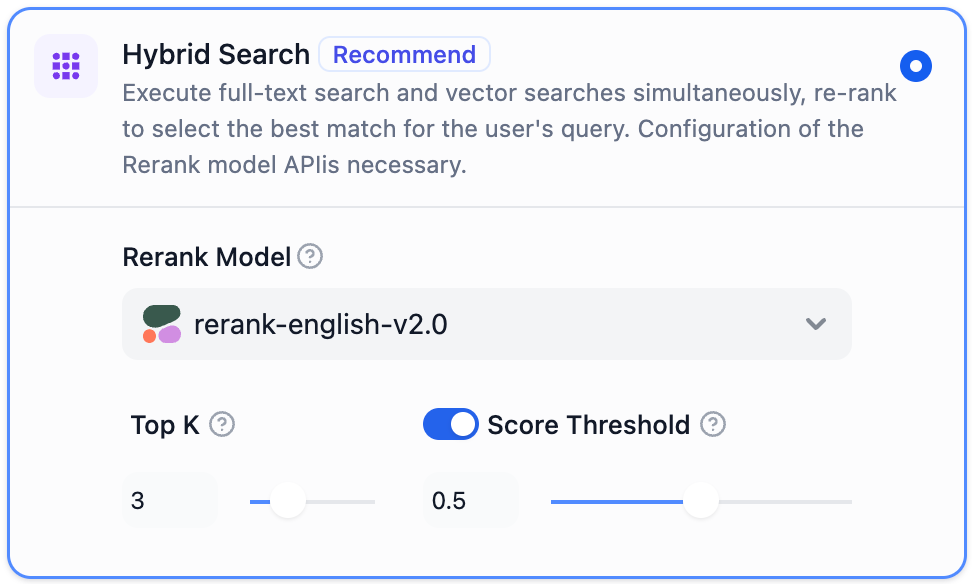 Hybrid Search Recommend
Execute full-text search and vector searches simultaneously, re-rank
to select the best match for the user's query. Configuration of the
Rerank model APIis necessary.
Rerank Model ?
rerank-english-v2.0
Top K ? Score Threshold ?
3 0.5